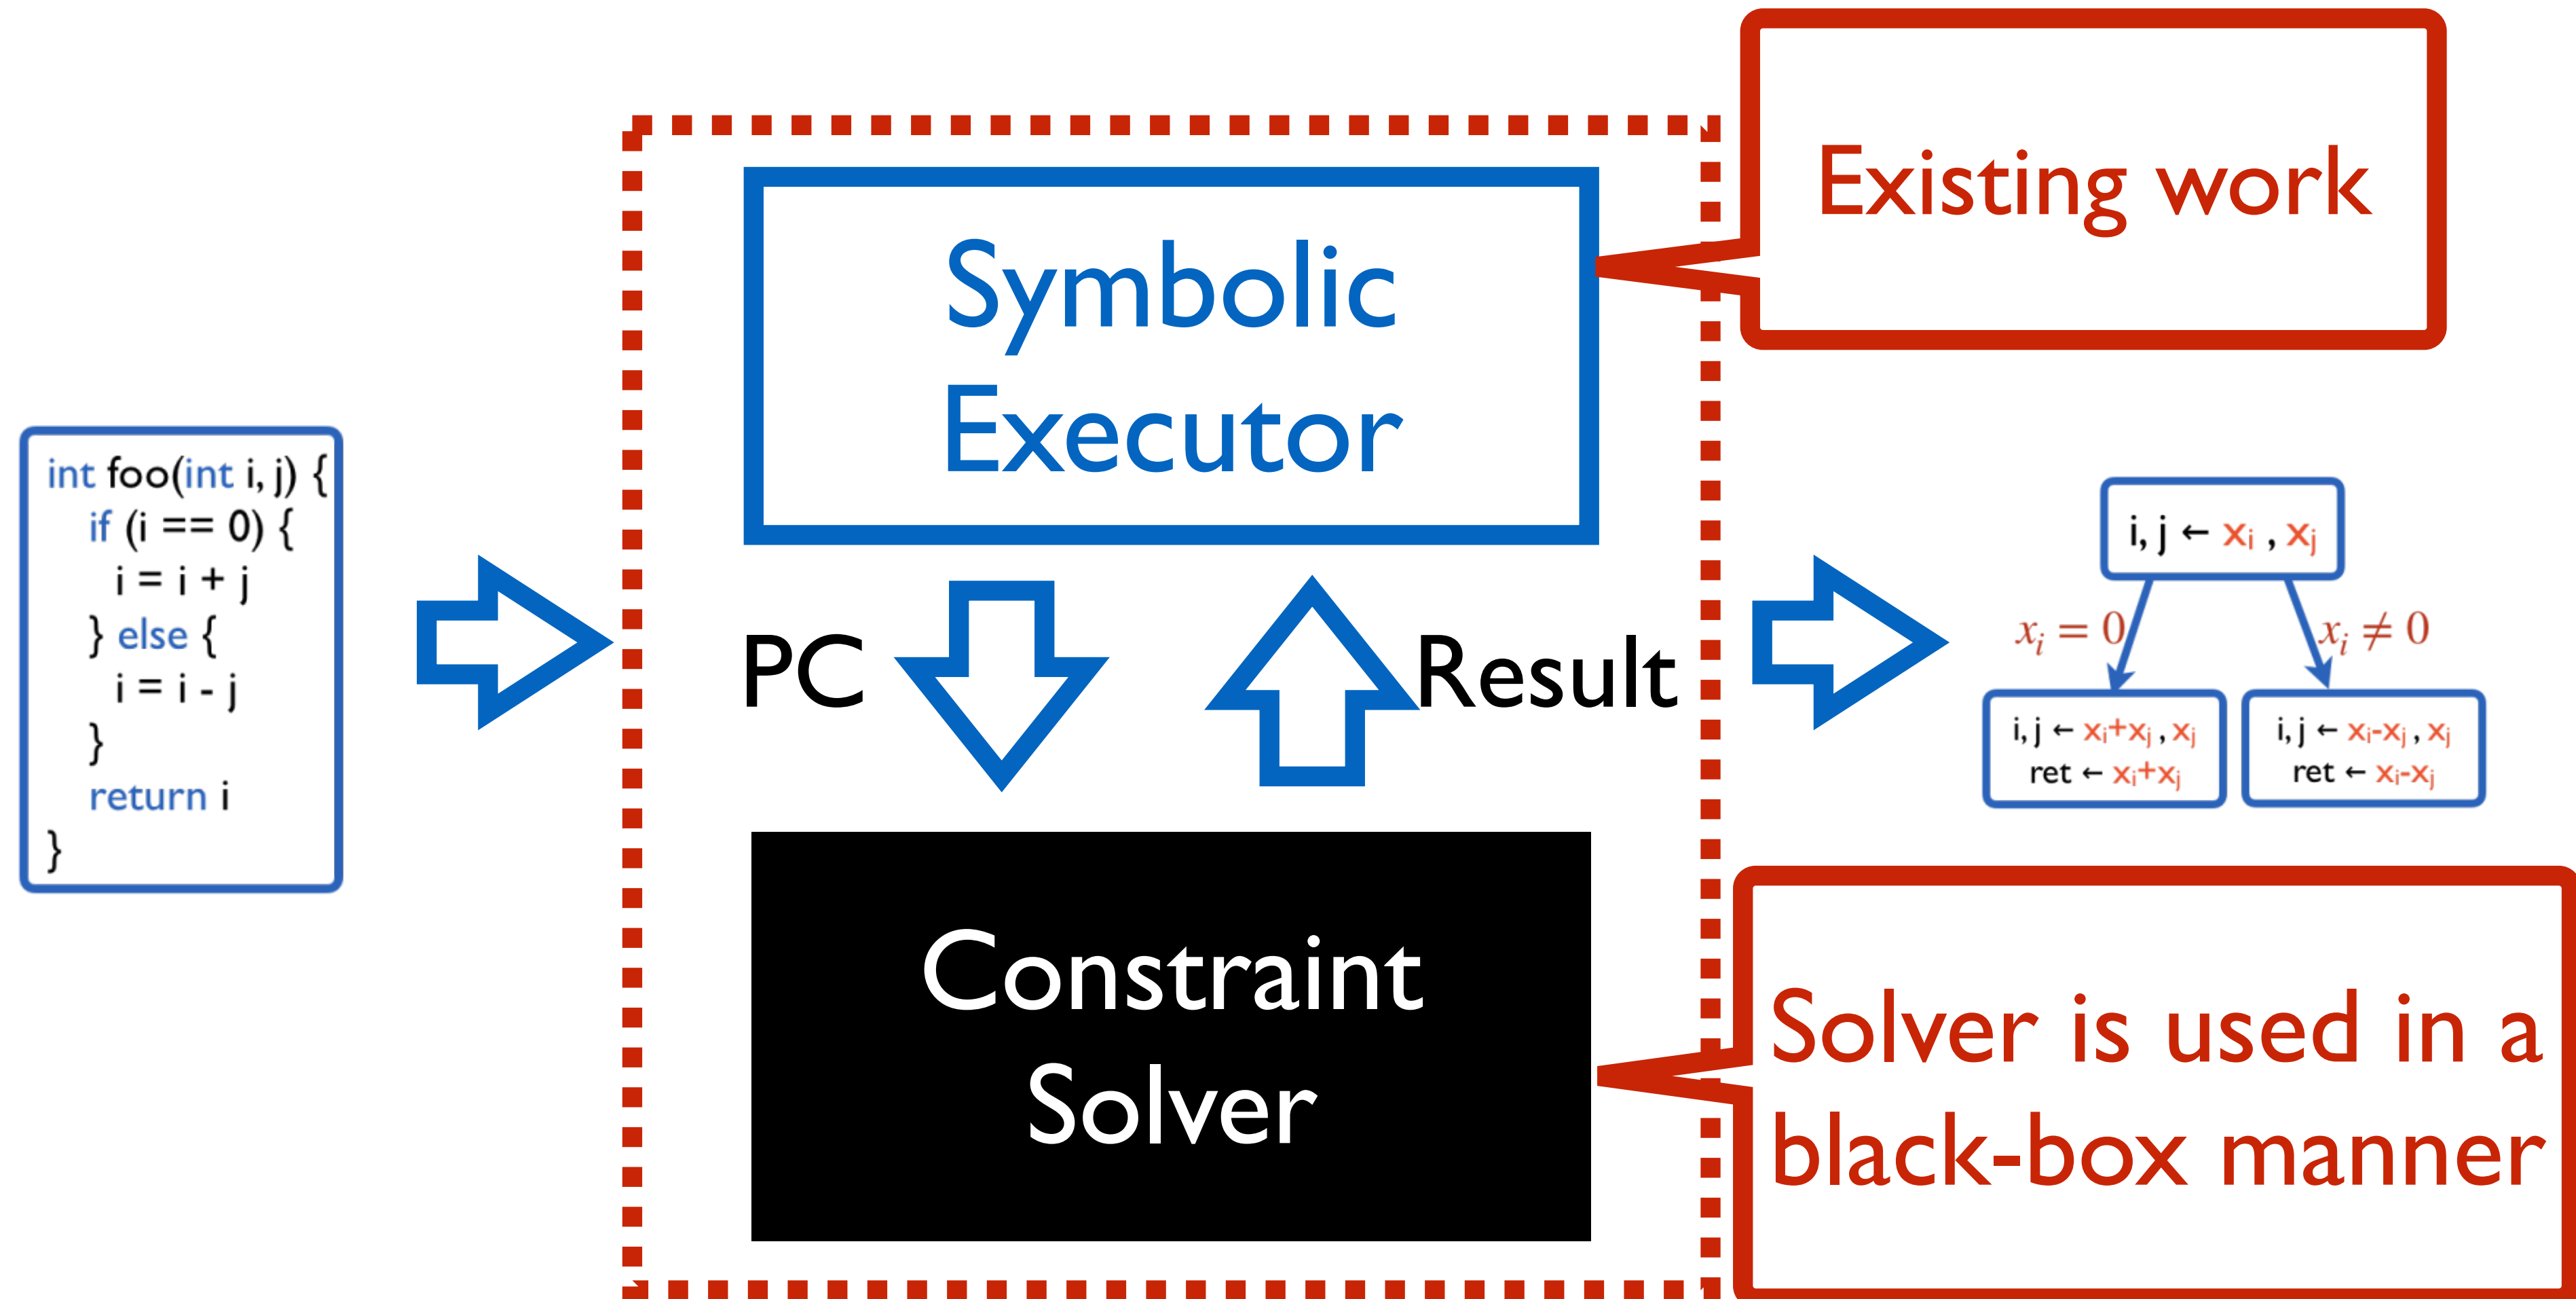 int foo(int i, j) {
if (i == 0) {
i = i + j
} else {
i = i - j
}
return i
}
Symbolic
Executor
PC
Result
Constraint
Solver
Existing work
i, j ← xᵢ , xⱼ
xᵢ = 0
xᵢ ≠ 0
i, j ← xᵢ+xⱼ , xⱼ
ret ← xᵢ+xⱼ
i, j ← xᵢ-xⱼ , xⱼ
ret ← xᵢ-xⱼ
Solver is used in a
black-box manner